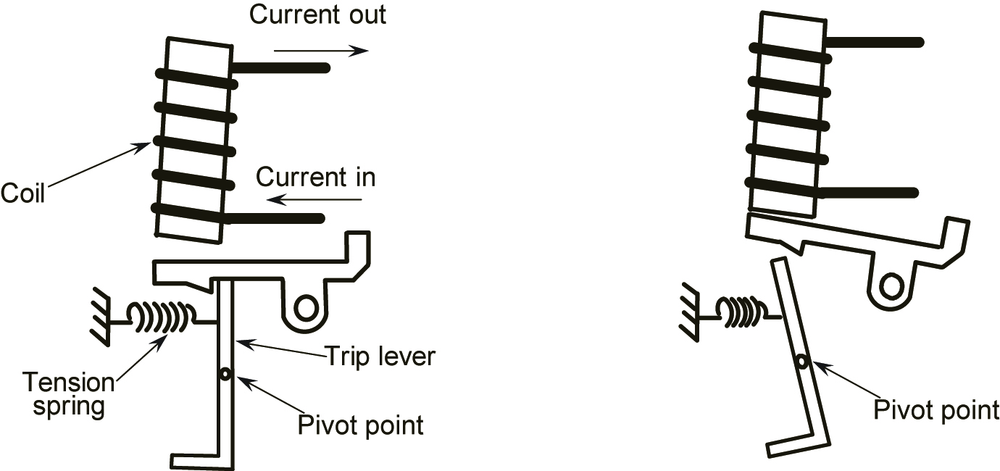 Current out
Current in
Coil
Trip lever
Tension
spring
Pivot point
Pivot point